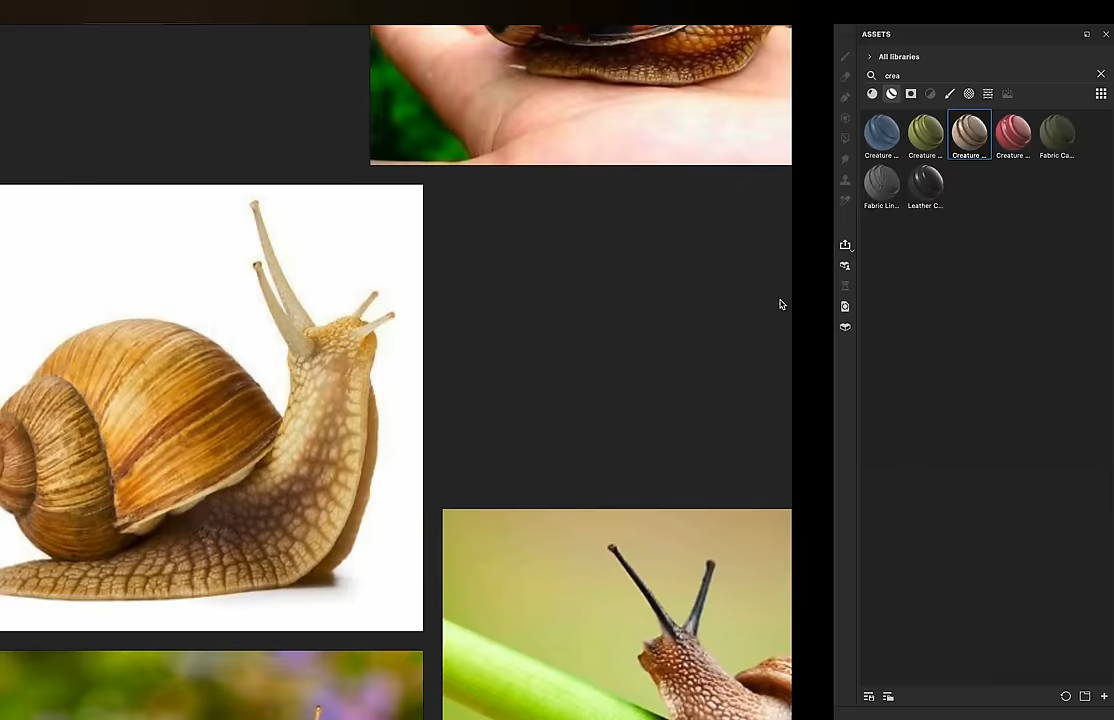 ASSETS
All libraries
crea
Creature ...
Creature ...
Creature ...
Creature ...
Fabric Ca...
Fabric Lin...
Leather C...